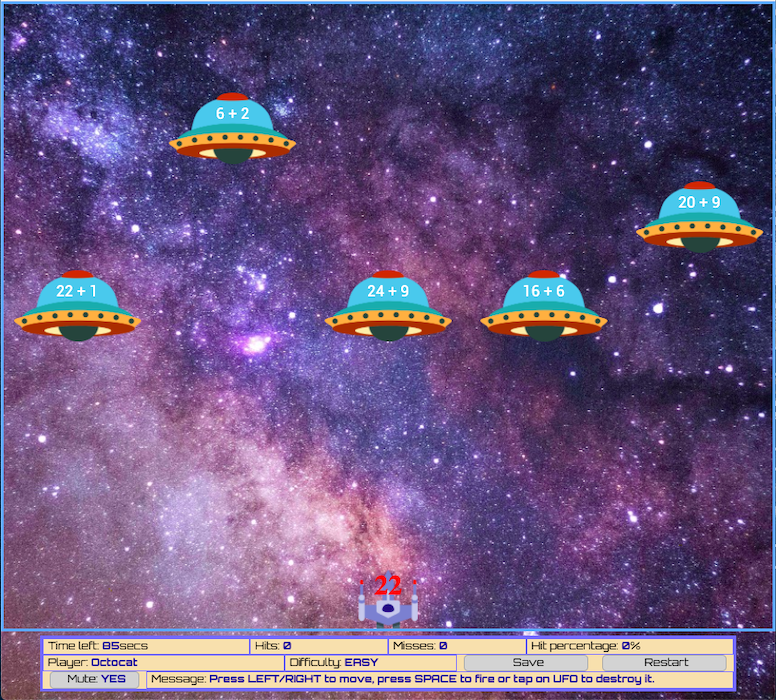 6 + 2
20 + 9
22 + 1
24 + 9
16 + 6
22
Time left: 85secs Hits: 0 Misses: 0 Hit percentage: 0%
Player: Octocat Difficulty: EASY Save Restart
Mute: YES Message: Press LEFT/RIGHT to move, press SPACE to fire or tap on UFO to destroy it.